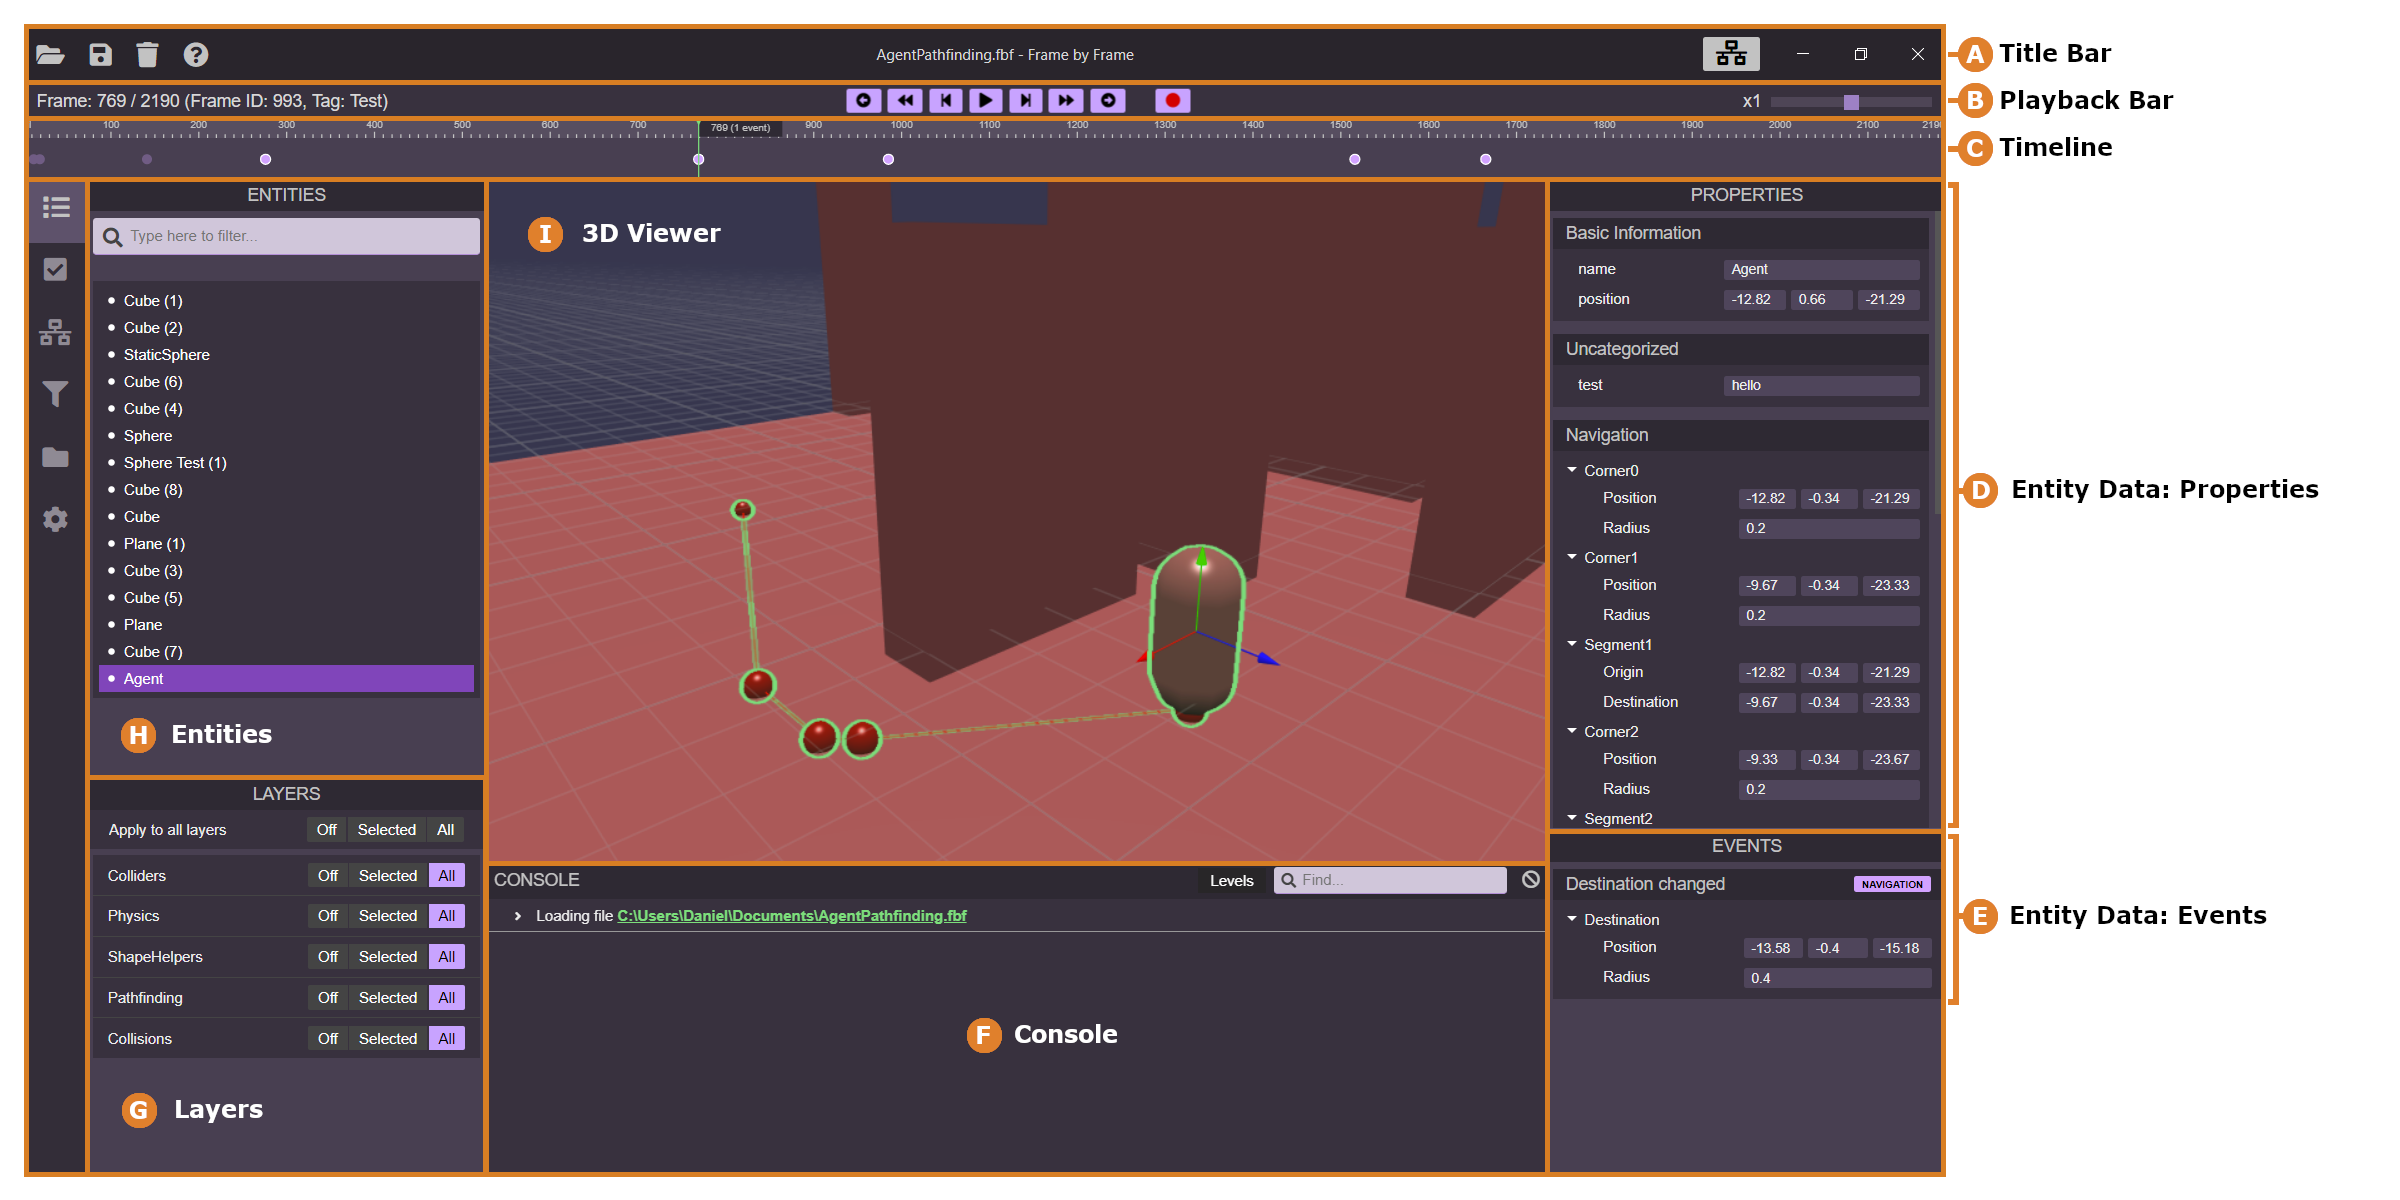 AgentPathfinding.fbf - Frame by Frame
A Title Bar
Frame: 769 / 2190 (Frame ID: 993, Tag: Test)
x1
B Playback Bar
100 200 300 400 500 600 700 769 (1 event) 900 1000 1100 1200 1300 1400 1500 1600 1700 1800 1900 2000 2100 2190
C Timeline
ENTITIES
Type here to filter...
Cube (1)
Cube (2)
StaticSphere
Cube (6)
Cube (4)
Sphere
Sphere Test (1)
Cube (8)
Cube
Plane (1)
Cube (3)
Cube (5)
Plane
Cube (7)
Agent
H Entities
LAYERS
Apply to all layers Off Selected All
Colliders Off Selected All
Physics Off Selected All
ShapeHelpers Off Selected All
Pathfinding Off Selected All
Collisions Off Selected All
G Layers
I 3D Viewer
CONSOLE Levels Find...
Loading file C:\Users\Daniel\Documents\AgentPathfinding.fbf
F Console
PROPERTIES
Basic Information
name Agent
position -12.82 0.66 -21.29
Uncategorized
test hello
Navigation
Corner0
Position -12.82 -0.34 -21.29
Radius 0.2
Corner1
Position -9.67 -0.34 -23.33
Radius 0.2
Segment1
Origin -12.82 -0.34 -21.29
Destination -9.67 -0.34 -23.33
Corner2
Position -9.33 -0.34 -23.67
Radius 0.2
Segment2
D Entity Data: Properties
EVENTS
Destination changed NAVIGATION
Destination
Position -13.58 -0.4 -15.18
Radius 0.4
E Entity Data: Events